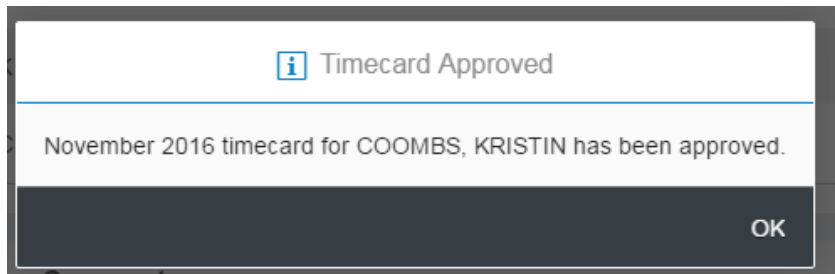 Timecard Approved
November 2016 timecard for COOMBS, KRISTIN has been approved.
OK